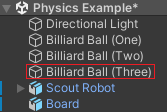 Physics Example*
Directional Light
Billiard Ball (One)
Billiard Ball (Two)
Billiard Ball (Three)
Scout Robot
Board